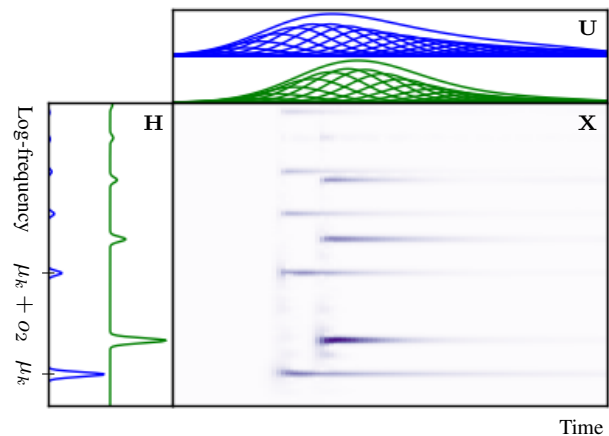 U
H
X
Log-frequency
μₖ + o₂
μₖ
Time